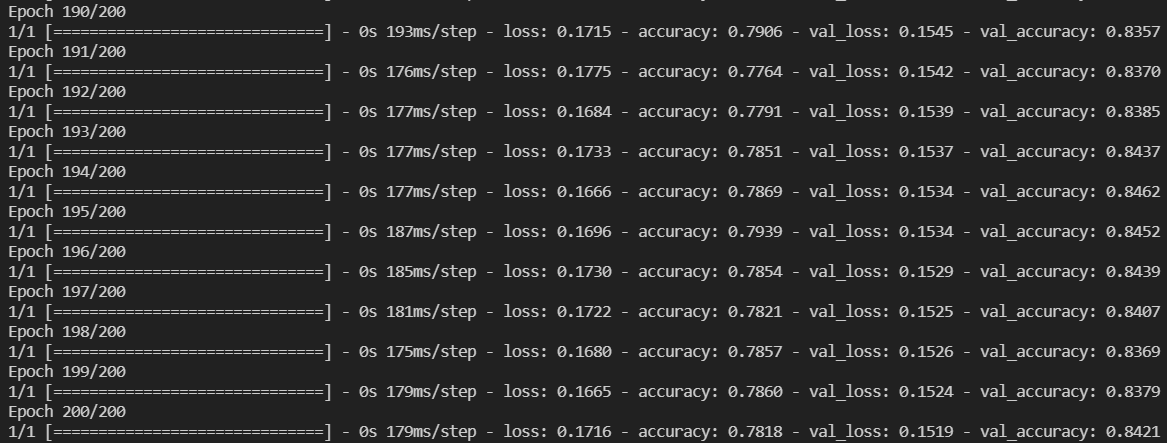 Epoch 190/200
1/1 [==============================] - 0s 193ms/step - loss: 0.1715 - accuracy: 0.7906 - val_loss: 0.1545 - val_accuracy: 0.8357
Epoch 191/200
1/1 [==============================] - 0s 176ms/step - loss: 0.1775 - accuracy: 0.7764 - val_loss: 0.1542 - val_accuracy: 0.8370
Epoch 192/200
1/1 [==============================] - 0s 177ms/step - loss: 0.1684 - accuracy: 0.7791 - val_loss: 0.1539 - val_accuracy: 0.8385
Epoch 193/200
1/1 [==============================] - 0s 177ms/step - loss: 0.1733 - accuracy: 0.7851 - val_loss: 0.1537 - val_accuracy: 0.8437
Epoch 194/200
1/1 [==============================] - 0s 177ms/step - loss: 0.1666 - accuracy: 0.7869 - val_loss: 0.1534 - val_accuracy: 0.8462
Epoch 195/200
1/1 [==============================] - 0s 187ms/step - loss: 0.1696 - accuracy: 0.7939 - val_loss: 0.1534 - val_accuracy: 0.8452
Epoch 196/200
1/1 [==============================] - 0s 185ms/step - loss: 0.1730 - accuracy: 0.7854 - val_loss: 0.1529 - val_accuracy: 0.8439
Epoch 197/200
1/1 [==============================] - 0s 181ms/step - loss: 0.1722 - accuracy: 0.7821 - val_loss: 0.1525 - val_accuracy: 0.8407
Epoch 198/200
1/1 [==============================] - 0s 175ms/step - loss: 0.1680 - accuracy: 0.7857 - val_loss: 0.1526 - val_accuracy: 0.8369
Epoch 199/200
1/1 [==============================] - 0s 179ms/step - loss: 0.1665 - accuracy: 0.7860 - val_loss: 0.1524 - val_accuracy: 0.8379
Epoch 200/200
1/1 [==============================] - 0s 179ms/step - loss: 0.1716 - accuracy: 0.7818 - val_loss: 0.1519 - val_accuracy: 0.8421